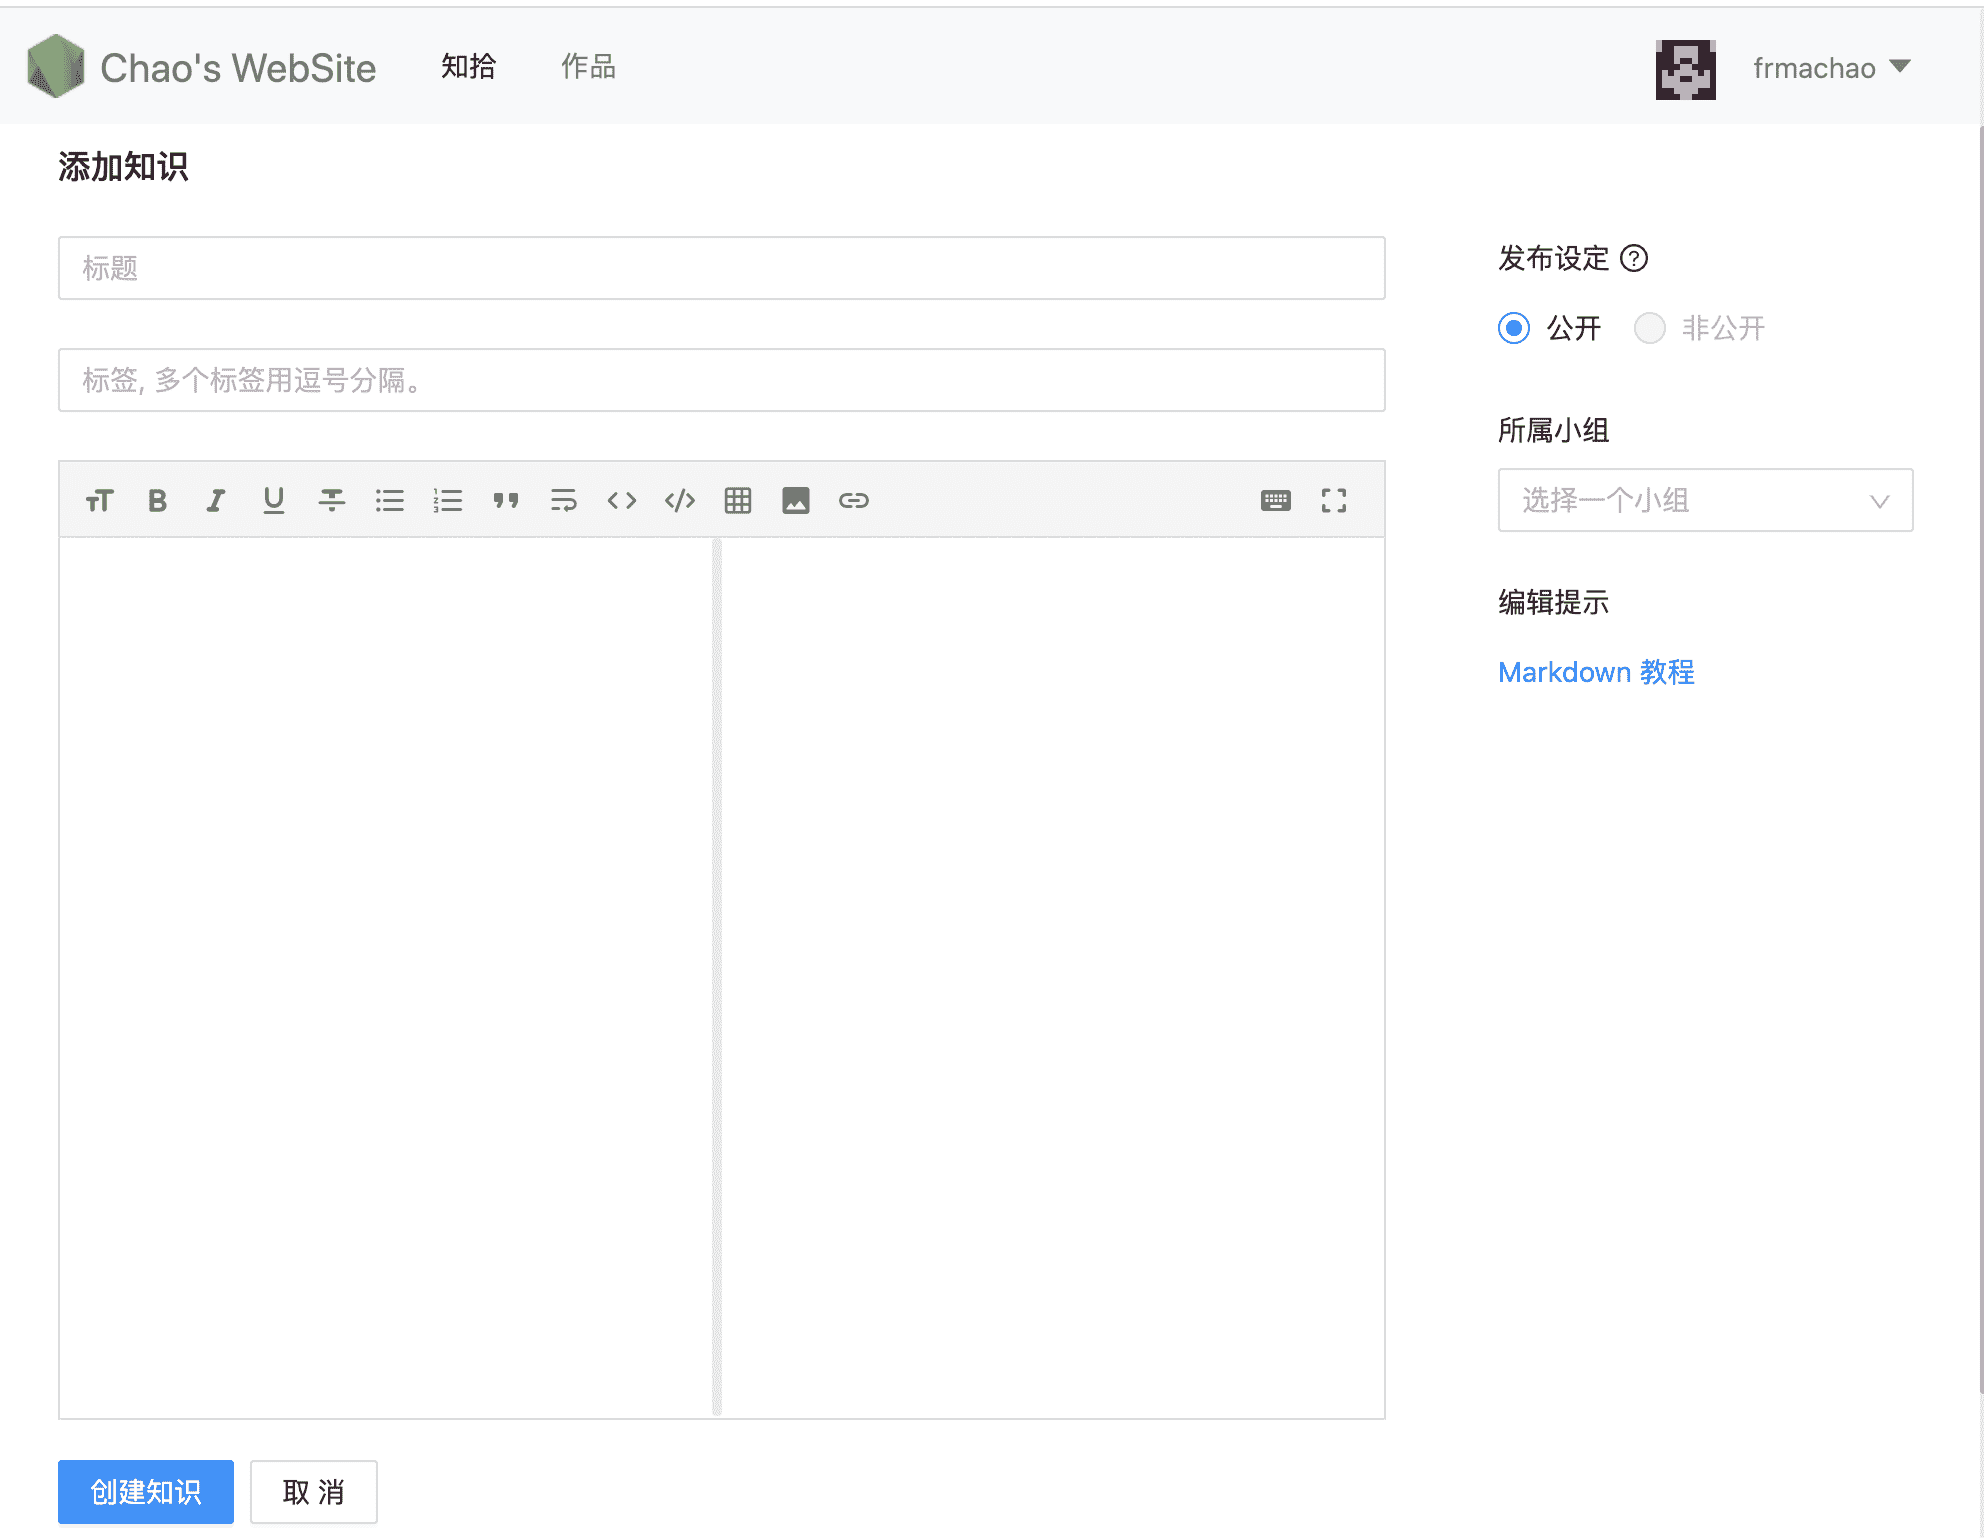 Chao's WebSite 知拾 作品 frmachao
添加知识
标题
标签, 多个标签用逗号分隔。
发布设定
公开 非公开
所属小组
选择一个小组
编辑提示
Markdown 教程
创建知识 取 消